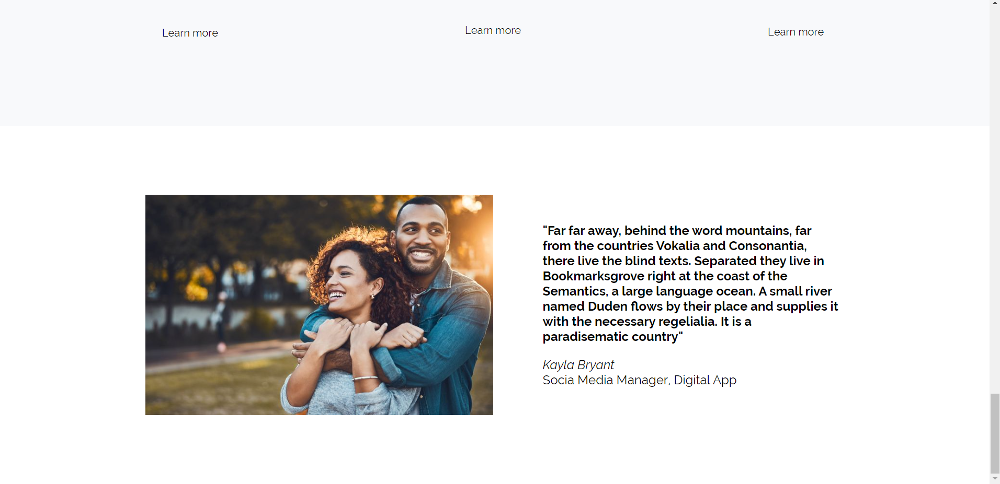 Learn more
Learn more
Learn more
"Far far away, behind the word mountains, far
from the countries Vokalia and Consonantia,
there live the blind texts. Separated they live in
Bookmarksgrove right at the coast of the
Semantics, a large language ocean. A small river
named Duden flows by their place and supplies it
with the necessary regelialia. It is a
paradisematic country"
Kayla Bryant
Socia Media Manager, Digital App